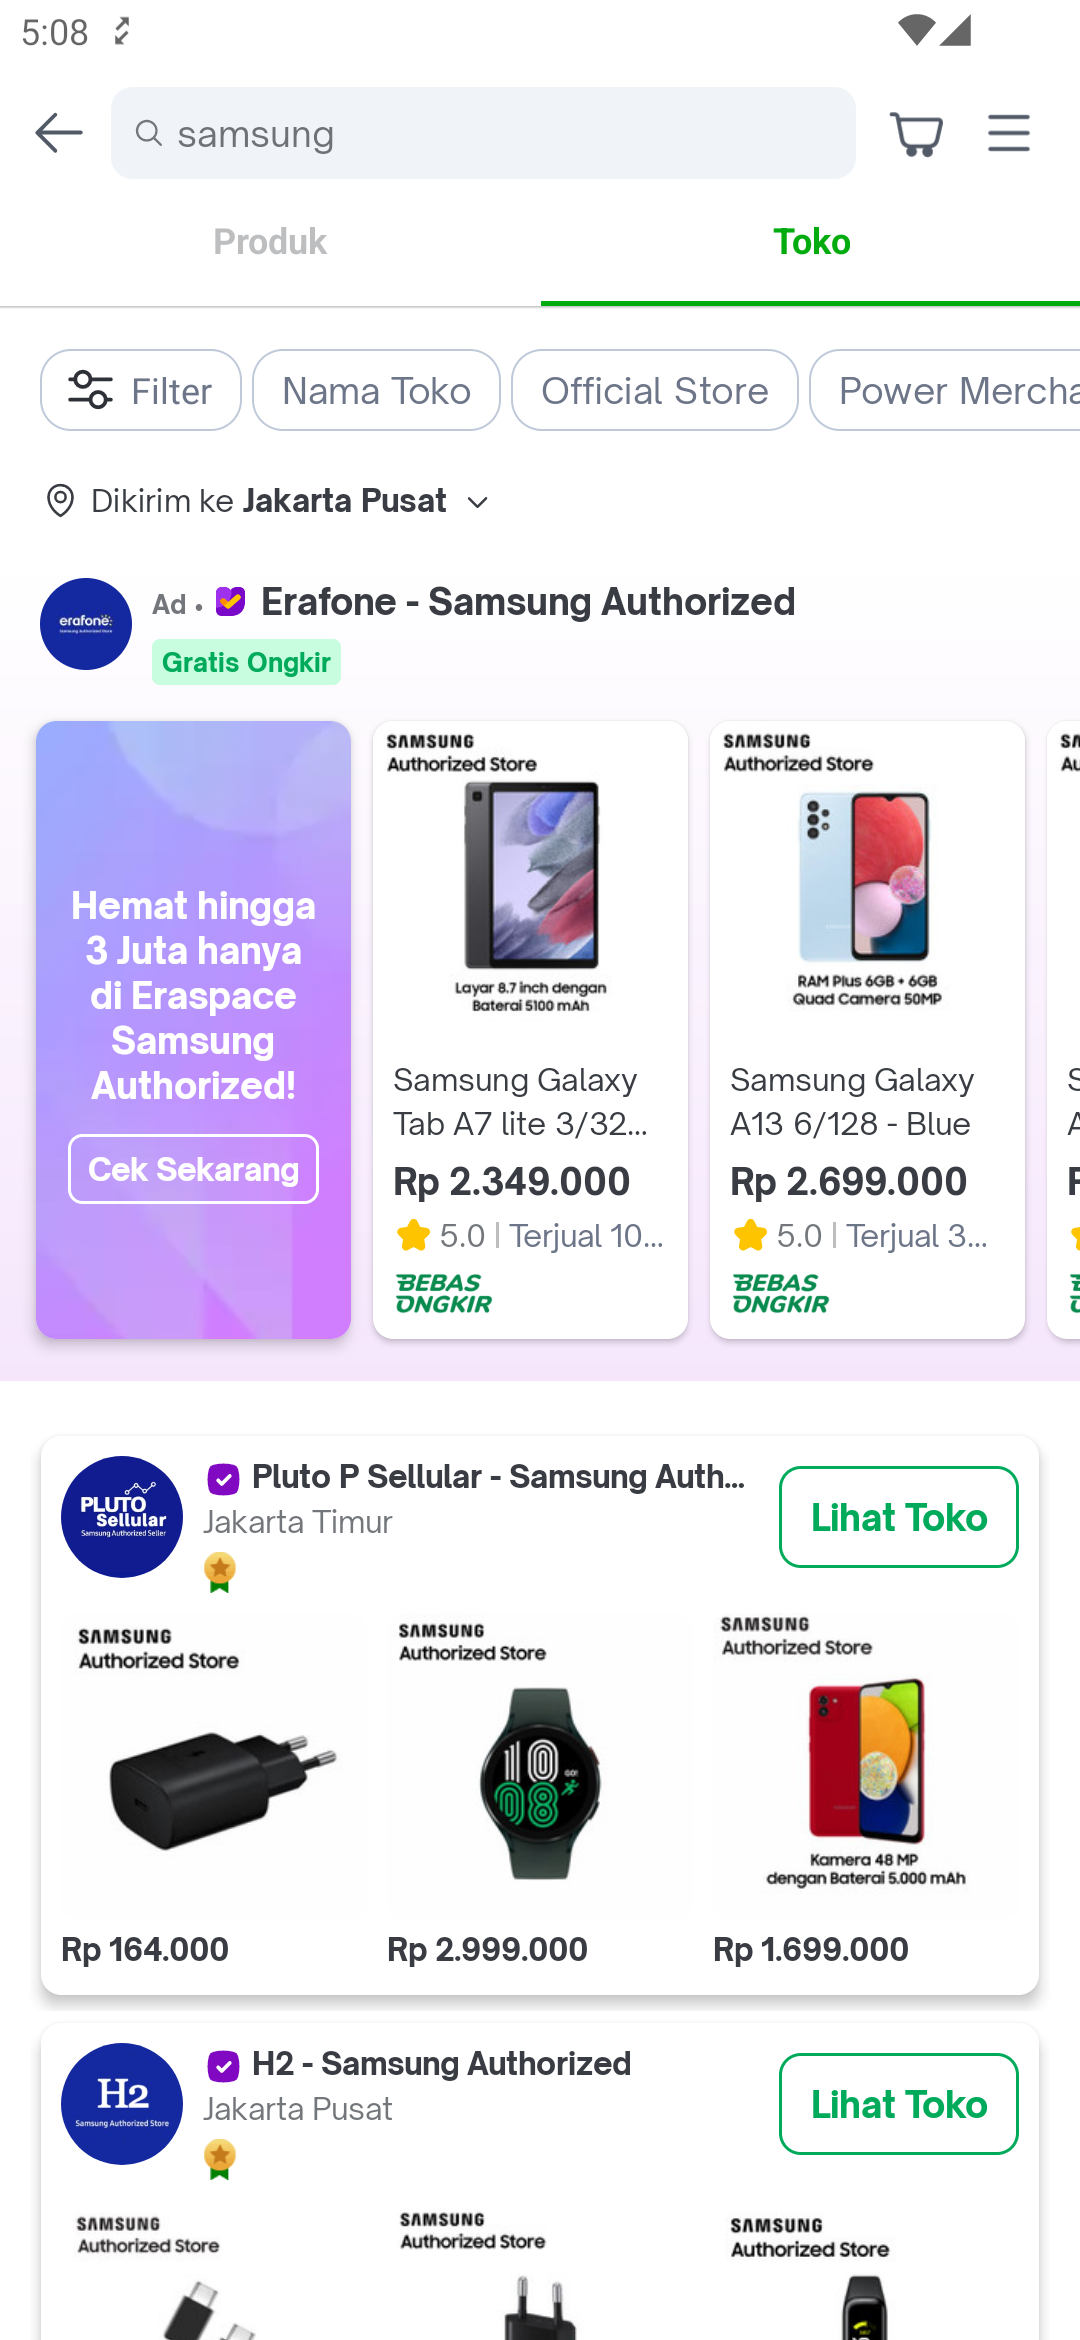 5:08
samsung
Produk
Toko
Filter
Nama Toko
Official Store
Power Mercha
Dikirim ke Jakarta Pusat
erafone
Samsung Authorized Store
Ad • Erafone - Samsung Authorized
Gratis Ongkir
Hemat hingga
3 Juta hanya
di Eraspace
Samsung
Authorized!
Cek Sekarang
SAMSUNG
Authorized Store
Layar 8.7 inch dengan
Baterai 5100 mAh
Samsung Galaxy
Tab A7 lite 3/32...
Rp 2.349.000
5.0 | Terjual 10...
BEBAS
ONGKIR
SAMSUNG
Authorized Store
RAM Plus 6GB + 6GB
Quad Camera 50MP
Samsung Galaxy
A13 6/128 - Blue
Rp 2.699.000
5.0 | Terjual 3...
BEBAS
ONGKIR
PLUTO
Sellular
Samsung Authorized Seller
Pluto P Sellular - Samsung Auth...
Jakarta Timur
Lihat Toko
SAMSUNG
Authorized Store
Rp 164.000
SAMSUNG
Authorized Store
10
08
GO!
Rp 2.999.000
SAMSUNG
Authorized Store
Kamera 48 MP
dengan Baterai 5.000 mAh
Rp 1.699.000
H2
Samsung Authorized Store
H2 - Samsung Authorized
Jakarta Pusat
Lihat Toko
SAMSUNG
Authorized Store
SAMSUNG
Authorized Store
SAMSUNG
Authorized Store